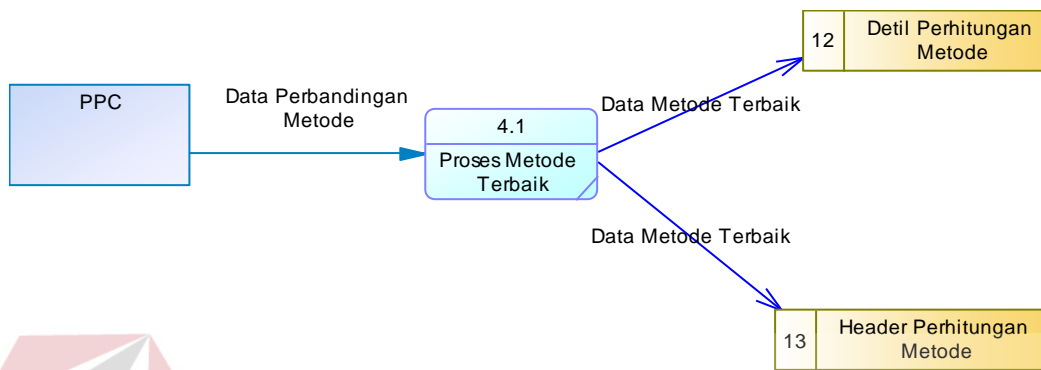 PPC
Data Perbandingan
Metode
4.1
Proses Metode
Terbaik
Data Metode Terbaik
12
Detil Perhitungan
Metode
Data Metode Terbaik
13
Header Perhitungan
Metode